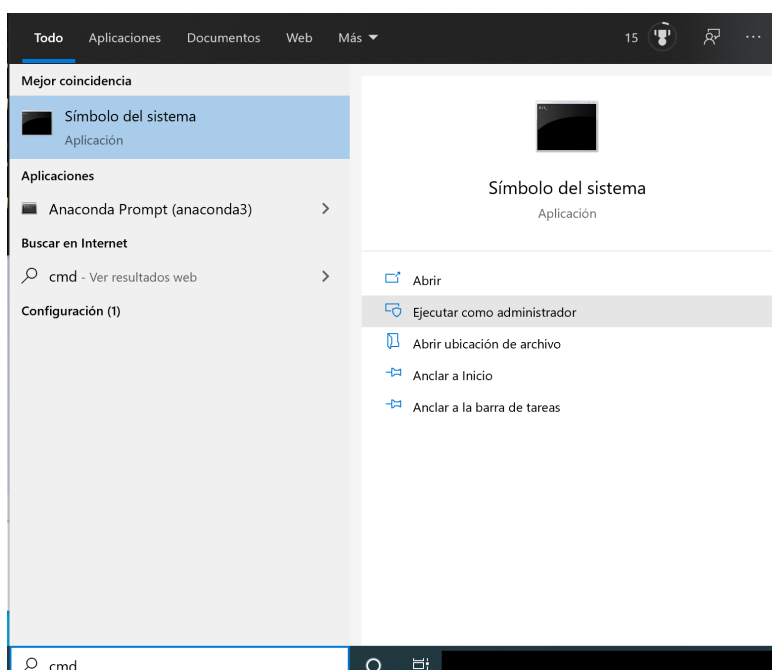 Todo Aplicaciones Documentos Web Más 15 ...
Mejor coincidencia
Símbolo del sistema
Aplicación
Aplicaciones
Anaconda Prompt (anaconda3)
Buscar en Internet
cmd - Ver resultados web
Configuración (1)
Símbolo del sistema
Aplicación
Abrir
Ejecutar como administrador
Abrir ubicación de archivo
Anclar a Inicio
Anclar a la barra de tareas
cmd